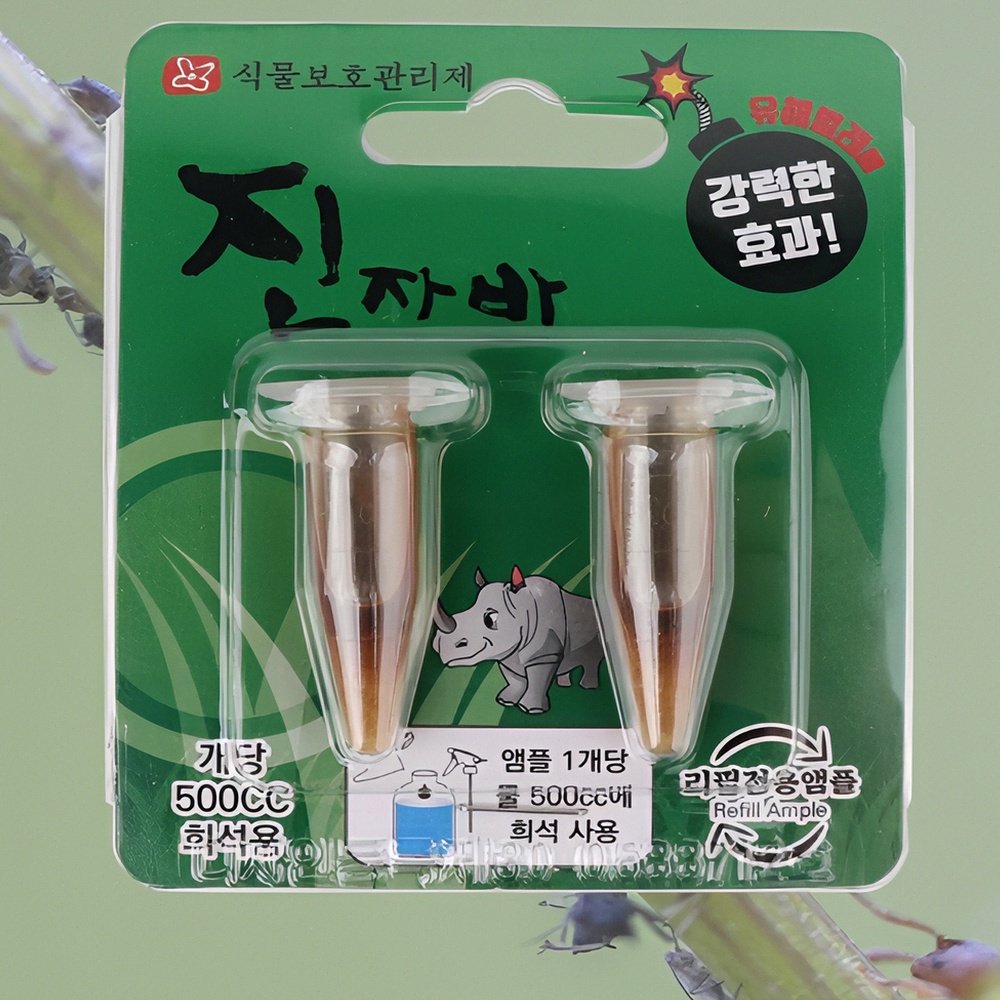 식물보호관리제
진자바
강력한
효과!
개당
500CC
희석용
앰플 1개당
물 500cc에
희석 사용
리필전용앰플
Refill Ample